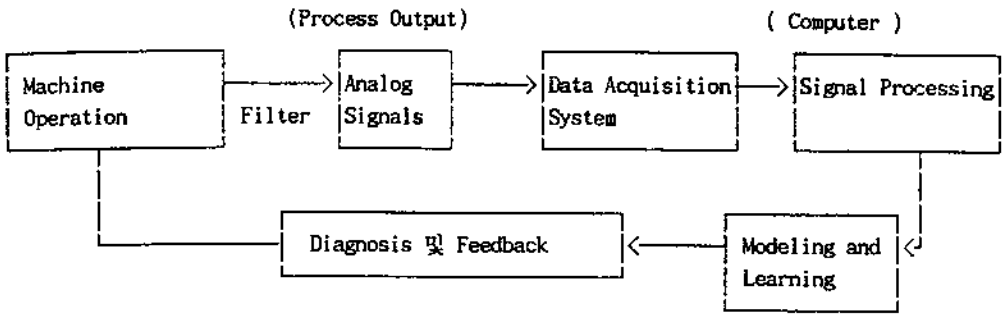 (Process Output)
( Computer )
Machine
Operation
Filter
Analog
Signals
Data Acquisition
System
Signal Processing
Diagnosis 및 Feedback
Modeling and
Learning